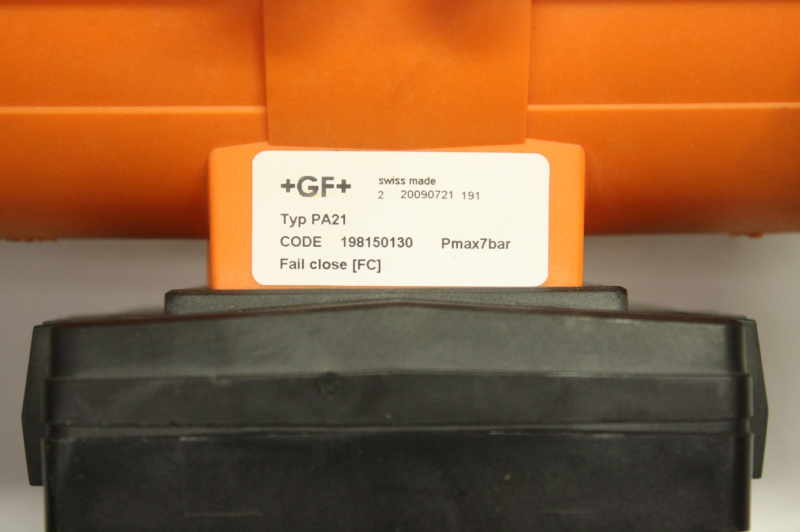 +GF+ swiss made
2 20090721 191
Typ PA21
CODE 198150130 Pmax7bar
Fail close [FC]